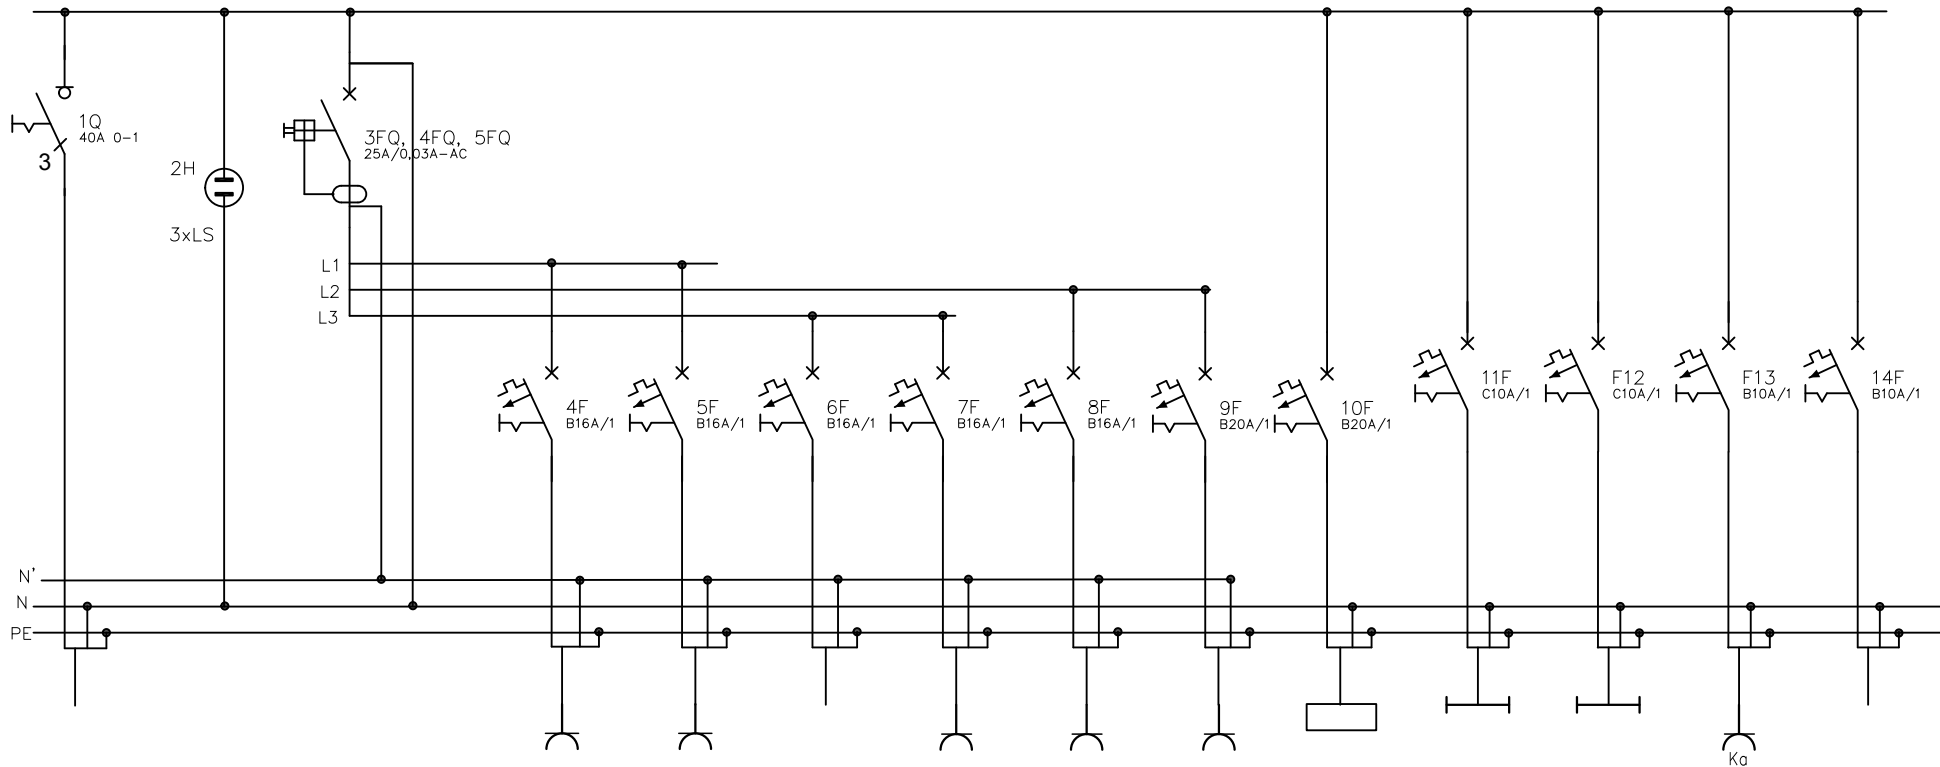 1Q
40A 0-1
3
2H
3xLS
3FQ, 4FQ, 5FQ
25A/0,03A-AC
L1
L2
L3
4F
B16A/1
5F
B16A/1
6F
B16A/1
7F
B16A/1
8F
B16A/1
9F
B20A/1
10F
B20A/1
11F
C10A/1
F12
C10A/1
F13
B10A/1
14F
B10A/1
N'
N
PE
Ka